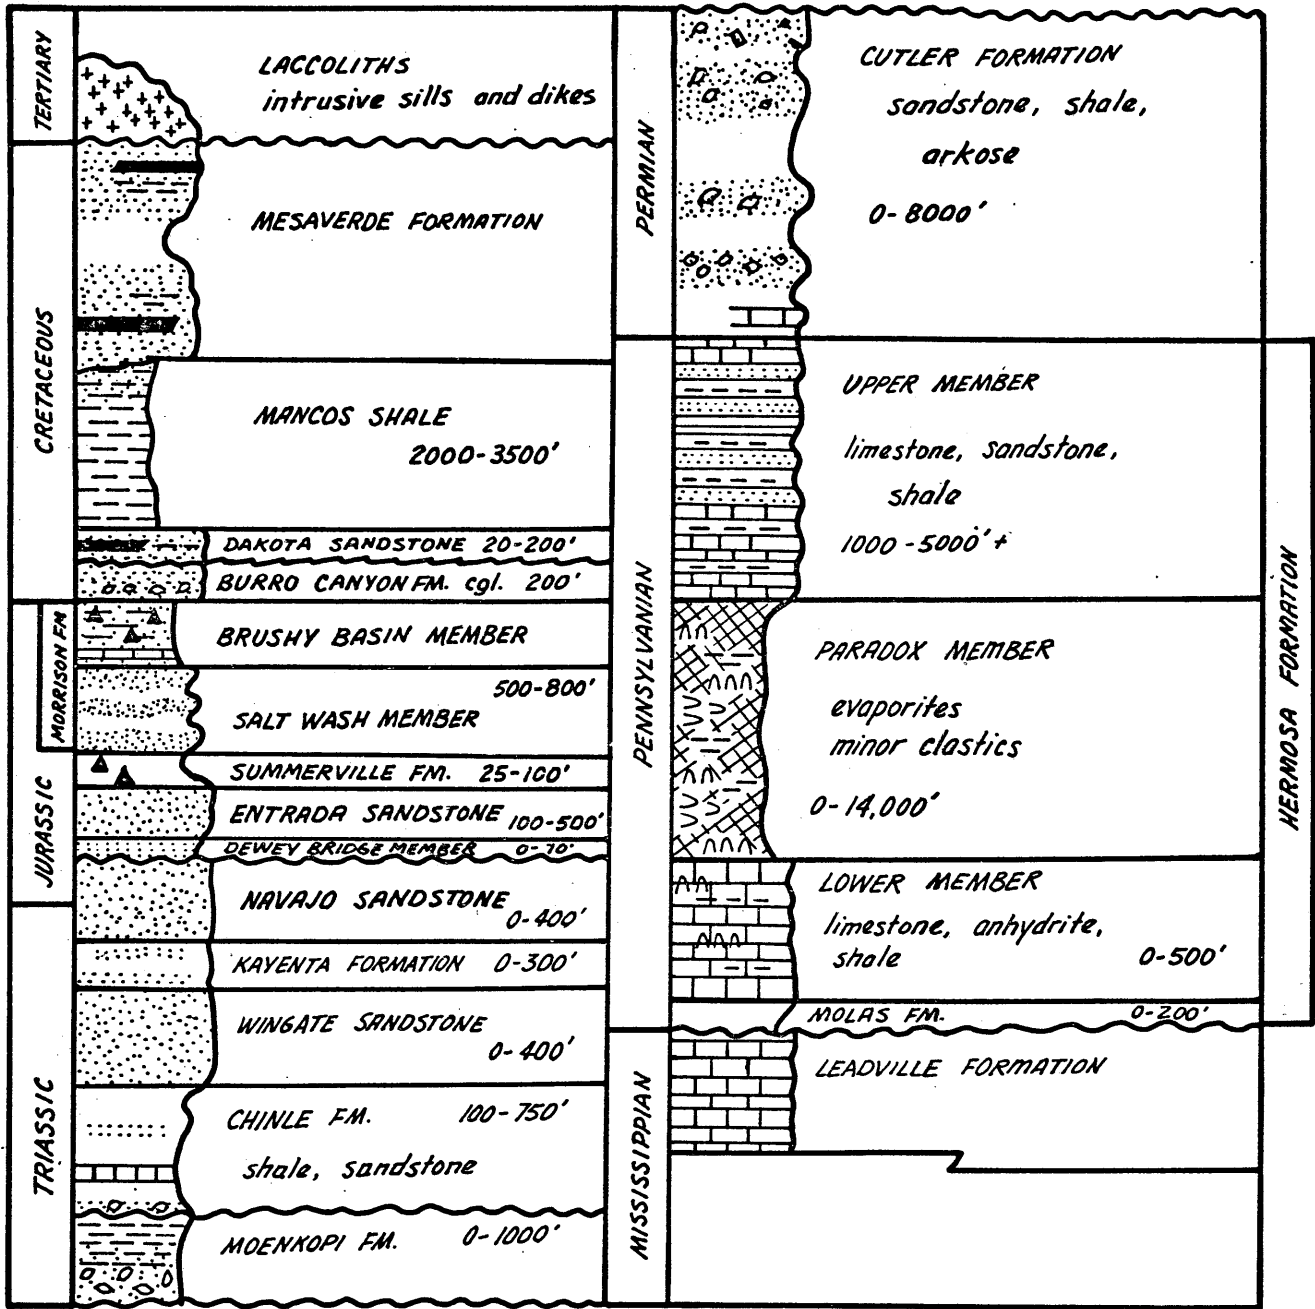 TERTIARY
LACCOLITHS
intrusive sills and dikes
CRETACEOUS
MESAVERDE FORMATION
MANCOS SHALE
2000-3500'
DAKOTA SANDSTONE 20-200'
BURRO CANYON FM. cgl. 200'
JURASSIC
MORRISON FM
BRUSHY BASIN MEMBER
500-800'
SALT WASH MEMBER
SUMMERVILLE FM. 25-100'
ENTRADA SANDSTONE 100-500'
DEWEY BRIDGE MEMBER 0-70'
NAVAJO SANDSTONE
0-400'
TRIASSIC
KAYENTA FORMATION 0-300'
WINGATE SANDSTONE
0-400'
CHINLE FM. 100-750'
shale, sandstone
MOENKOPI FM. 0-1000'
PERMIAN
CUTLER FORMATION
sandstone, shale,
arkose
0-8000'
PENNSYLVANIAN
HERMOSA FORMATION
UPPER MEMBER
limestone, sandstone,
shale
1000-5000'+
PARADOX MEMBER
evaporites
minor clastics
0-14,000'
LOWER MEMBER
limestone, anhydrite,
shale 0-500'
MOLAS FM. 0-200'
MISSISSIPPIAN
LEADVILLE FORMATION